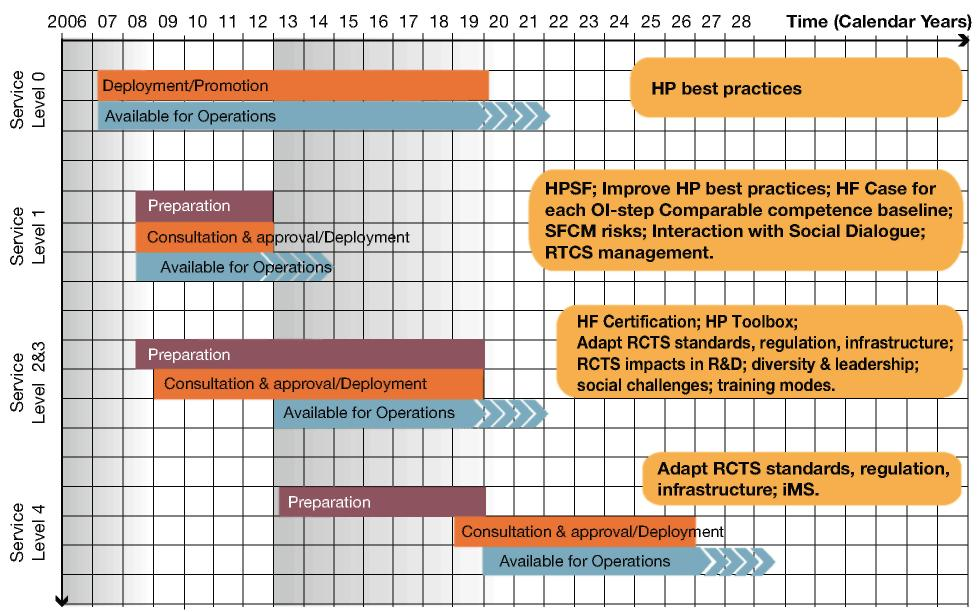 2006 07 08 09 10 11 12 13 14 15 16 17 18 19 20 21 22 23 24 25 26 27 28 Time (Calendar Years)
Service
Level 0
Deployment/Promotion
Available for Operations
HP best practices
Service
Level 1
Preparation
Consultation & approval/Deployment
Available for Operations
HPSF; Improve HP best practices; HF Case for
each OI-step Comparable competence baseline;
SFCM risks; Interaction with Social Dialogue;
RTCS management.
Service
Level 2&3
Preparation
Consultation & approval/Deployment
Available for Operations
HF Certification; HP Toolbox;
Adapt RCTS standards, regulation, infrastructure;
RCTS impacts in R&D; diversity & leadership;
social challenges; training modes.
Service
Level 4
Preparation
Consultation & approval/Deployment
Available for Operations
Adapt RCTS standards, regulation,
infrastructure; iMS.